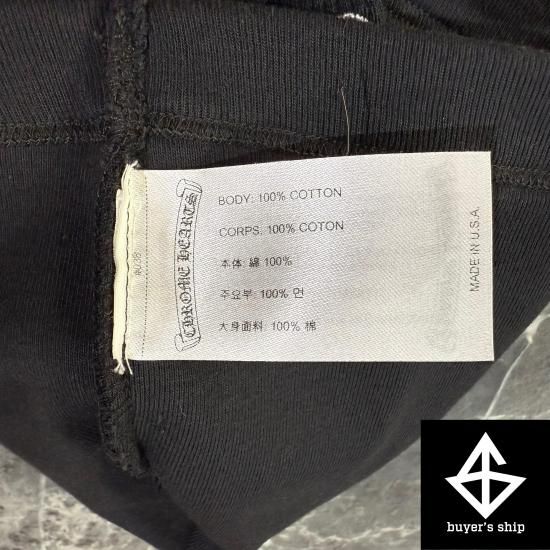 BODY: 100% COTTON
CORPS: 100% COTON
本体: 綿 100%
주요부: 100% 면
大身面料: 100% 棉
CHROME HEARTS
MADE IN U.S.A.
buyer's ship